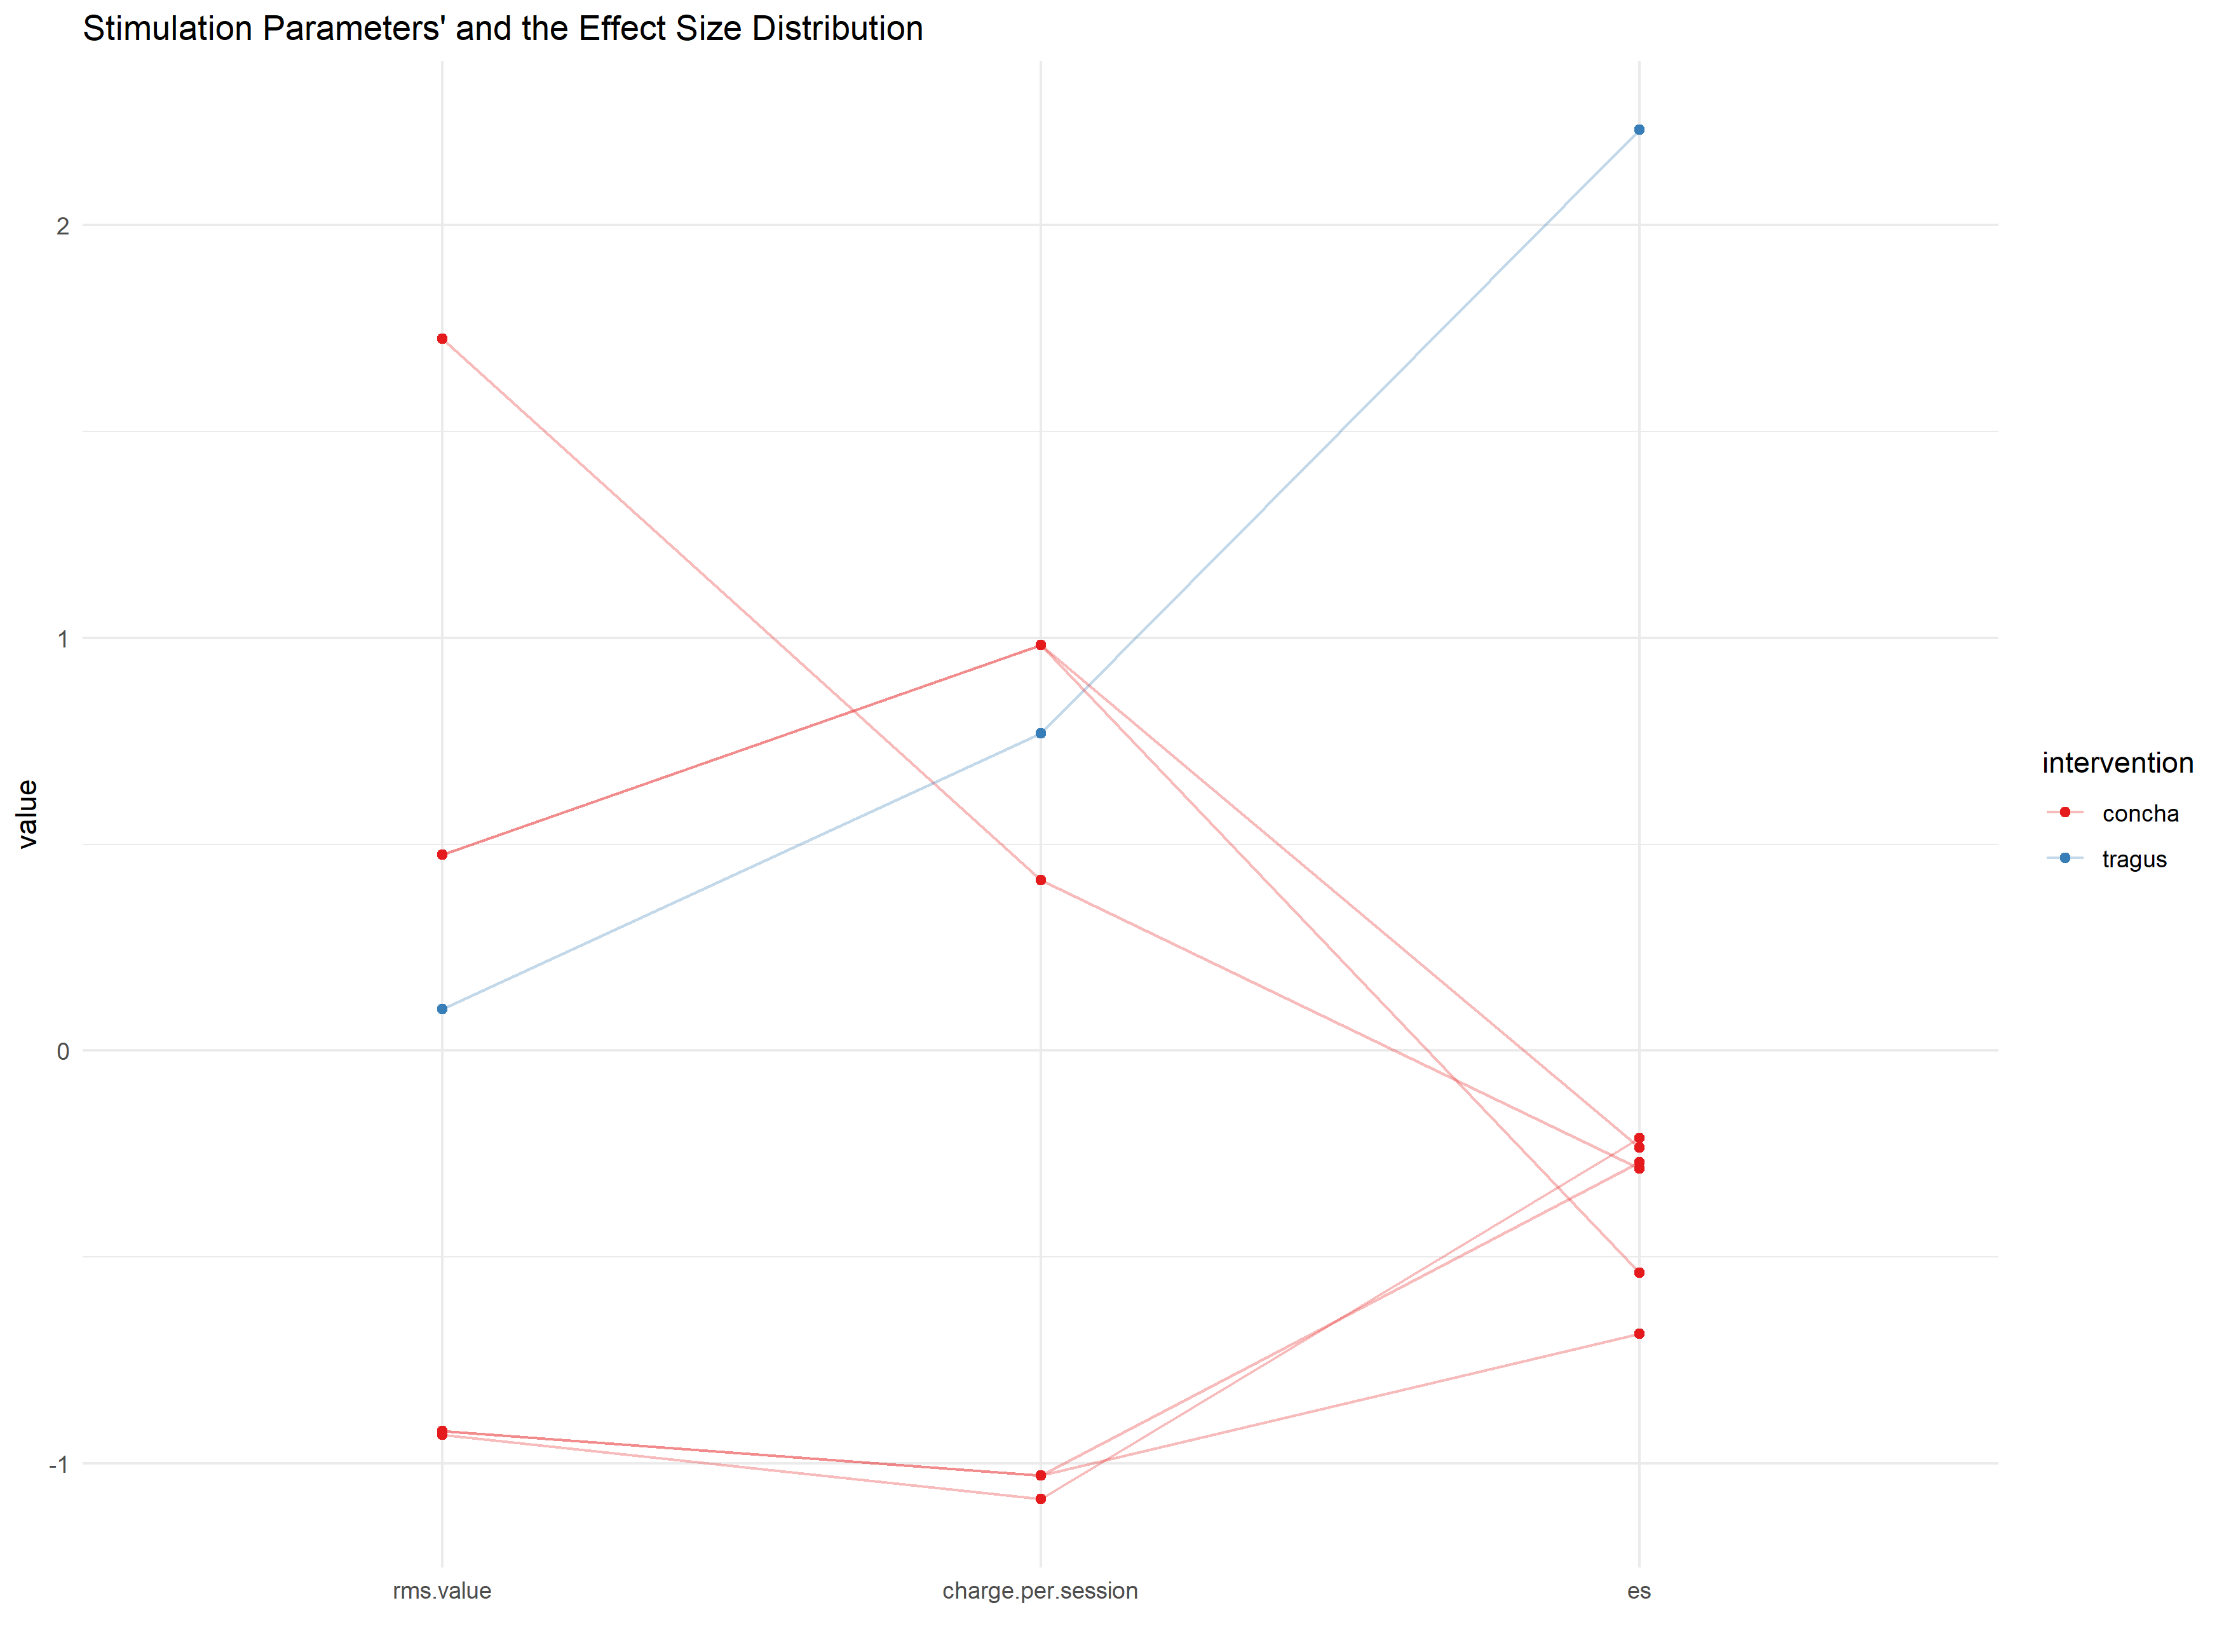 Stimulation Parameters' and the Effect Size Distribution
2
1
0
-1
value
rms.value
charge.per.session
es
intervention
concha
tragus